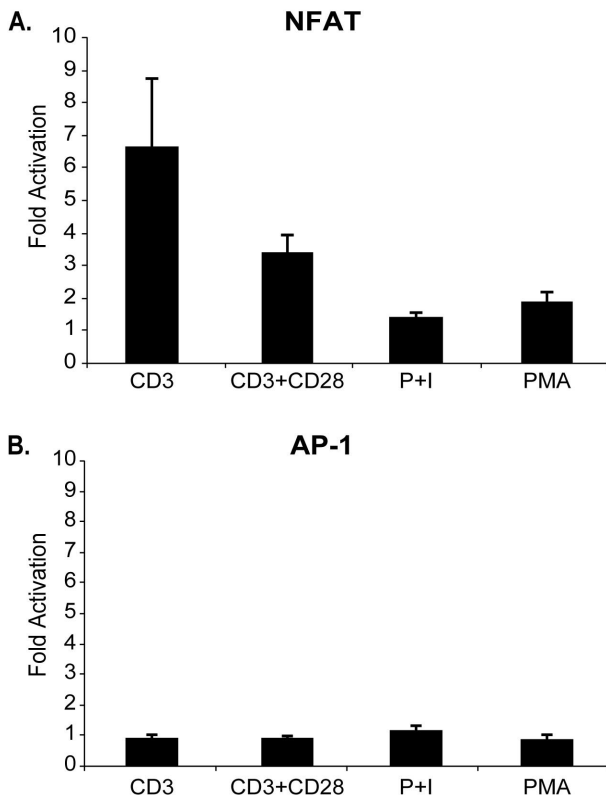 A.
NFAT
10
9
8
7
6
5
4
3
2
1
0
Fold Activation
CD3 CD3+CD28 P+I PMA
B.
AP-1
10
9
8
7
6
5
4
3
2
1
0
Fold Activation
CD3 CD3+CD28 P+I PMA